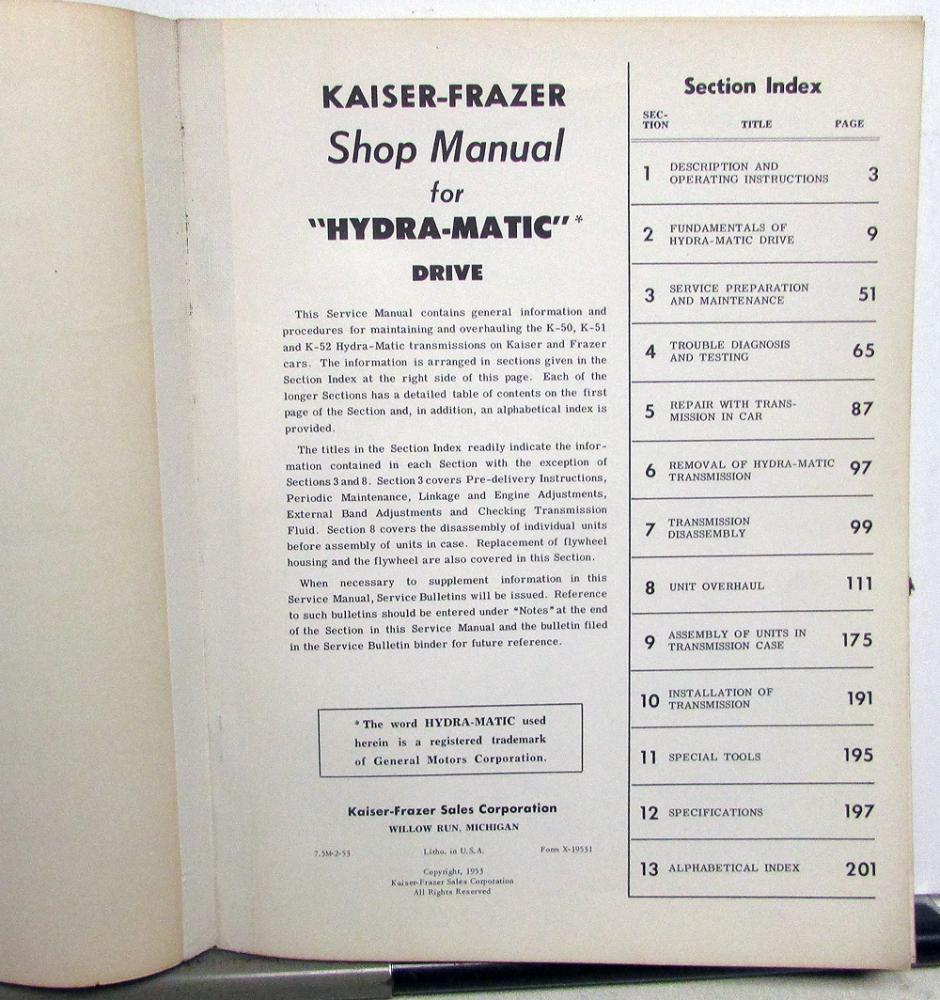 KAISER-FRAZER
Shop Manual
for
"HYDRA-MATIC"*
DRIVE
This Service Manual contains general information and
procedures for maintaining and overhauling the K-50, K-51
and K-52 Hydra-Matic transmissions on Kaiser and Frazer
cars. The information is arranged in sections given in the
Section Index at the right side of this page. Each of the
longer Sections has a detailed table of contents on the first
page of the Section and, in addition, an alphabetical index is
provided.
The titles in the Section Index readily indicate the infor-
mation contained in each Section with the exception of
Sections 3 and 8. Section 3 covers Pre-delivery Instructions,
Periodic Maintenance, Linkage and Engine Adjustments,
External Band Adjustments and Checking Transmission
Fluid. Section 8 covers the disassembly of individual units
before assembly of units in case. Replacement of flywheel
housing and the flywheel are also covered in this Section.
When necessary to supplement information in this
Service Manual, Service Bulletins will be issued. Reference
to such bulletins should be entered under "Notes" at the end
of the Section in this Service Manual and the bulletin filed
in the Service Bulletin binder for future reference.
* The word HYDRA-MATIC used
herein is a registered trademark
of General Motors Corporation.
Kaiser-Frazer Sales Corporation
WILLOW RUN, MICHIGAN
7.5M-2-53 Litho. in U.S.A. Form X-19531
Copyright, 1953
Kaiser-Frazer Sales Corporation
All Rights Reserved
Section Index
SEC-
TION TITLE PAGE
1 DESCRIPTION AND
OPERATING INSTRUCTIONS 3
2 FUNDAMENTALS OF
HYDRA-MATIC DRIVE 9
3 SERVICE PREPARATION
AND MAINTENANCE 51
4 TROUBLE DIAGNOSIS
AND TESTING 65
5 REPAIR WITH TRANS-
MISSION IN CAR 87
6 REMOVAL OF HYDRA-MATIC
TRANSMISSION 97
7 TRANSMISSION
DISASSEMBLY 99
8 UNIT OVERHAUL 111
9 ASSEMBLY OF UNITS IN
TRANSMISSION CASE 175
10 INSTALLATION OF
TRANSMISSION 191
11 SPECIAL TOOLS 195
12 SPECIFICATIONS 197
13 ALPHABETICAL INDEX 201